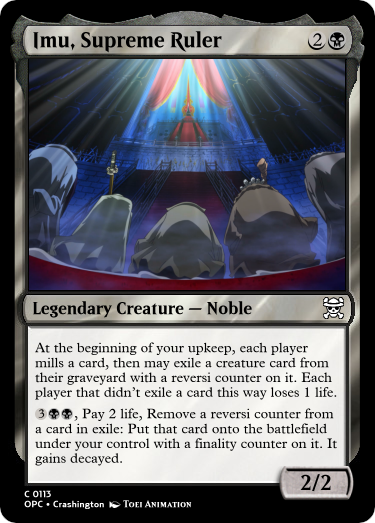 Imu, Supreme Ruler 2
Legendary Creature — Noble
At the beginning of your upkeep, each player
mills a card, then may exile a creature card from
their graveyard with a reversi counter on it. Each
player that didn't exile a card this way loses 1 life.
3, Pay 2 life, Remove a reversi counter from
a card in exile: Put that card onto the battlefield
under your control with a finality counter on it. It
gains decayed.
2/2
C 0113
OPC • Crashington Toei Animation